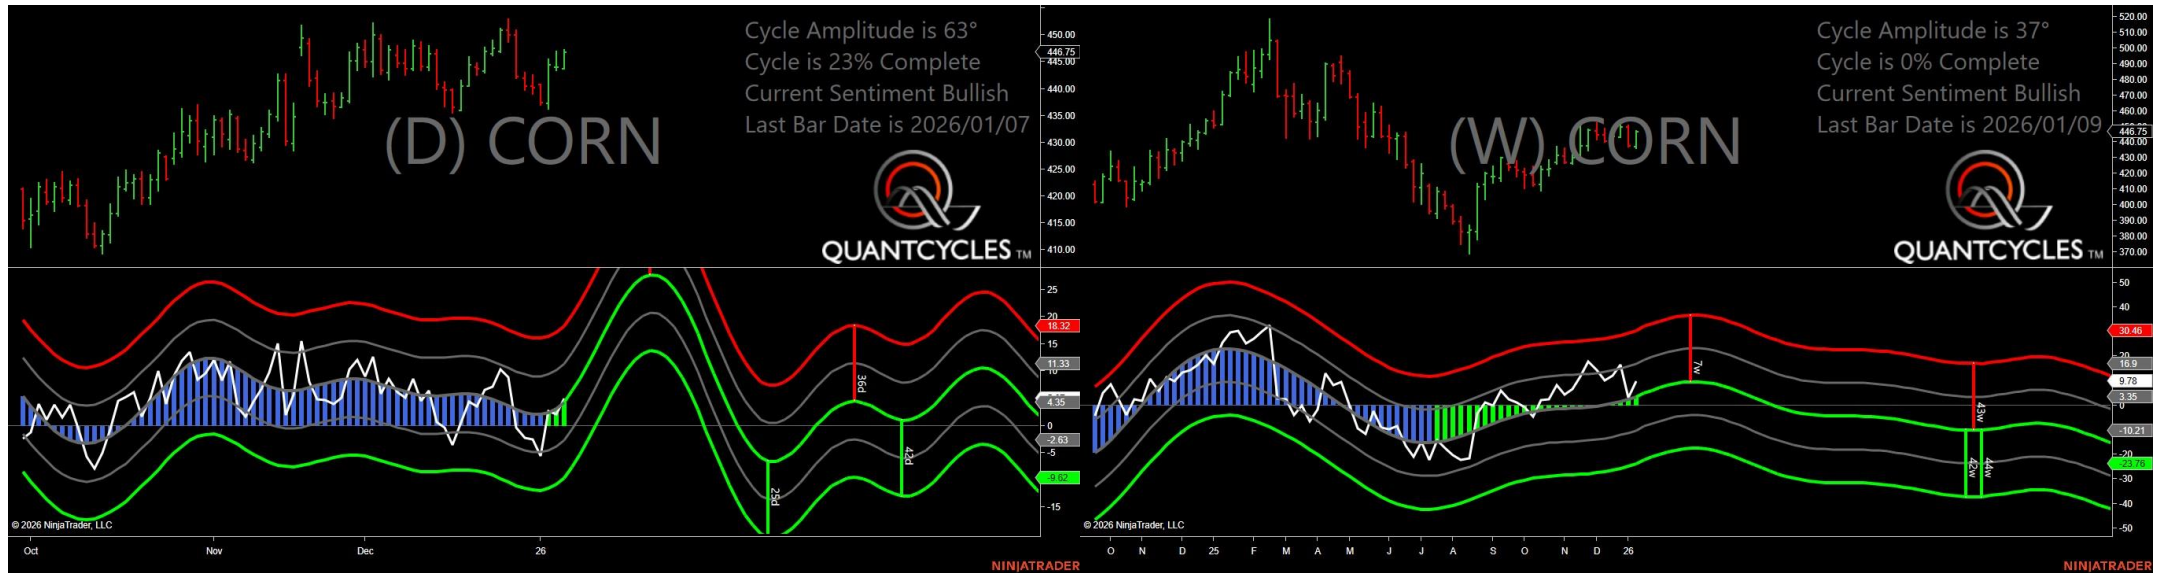 Cycle Amplitude is 63°
Cycle is 23% Complete
Current Sentiment Bullish
Last Bar Date is 2026/01/07
(D) CORN
QUANTCYCLES TM
450.00
446.75
445.00
440.00
435.00
430.00
425.00
420.00
415.00
410.00
25
20
18.32
15
11.33
10
4.35
0
-2.63
-5
-9.62
-15
36d
42d
25d
© 2026 NinjaTrader, LLC
Oct
Nov
Dec
26
NINJATRADER
Cycle Amplitude is 37°
Cycle is 0% Complete
Current Sentiment Bullish
Last Bar Date is 2026/01/09
(W) CORN
QUANTCYCLES TM
520.00
510.00
500.00
490.00
480.00
470.00
460.00
446.75
440.00
430.00
420.00
410.00
400.00
390.00
380.00
370.00
50
40
30.46
20
16.9
9.78
3.35
0
-10.21
-20
-23.76
-30
-40
-50
7w
43w
42w
44w
© 2026 NinjaTrader, LLC
O
N
D
25
F
M
A
M
J
J
A
S
O
N
D
26
NINJATRADER